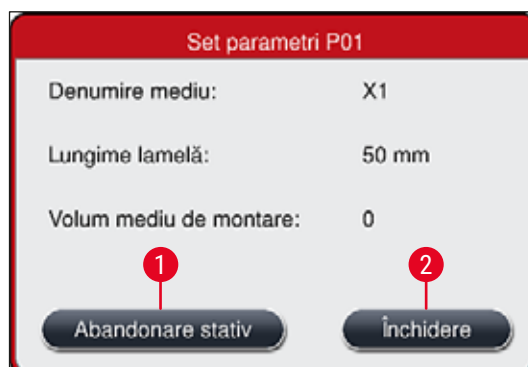 Set parametri P01
Denumire mediu: X1
Lungime lamelă: 50 mm
Volum mediu de montare: 0
1 2
Abandonare stativ Închidere